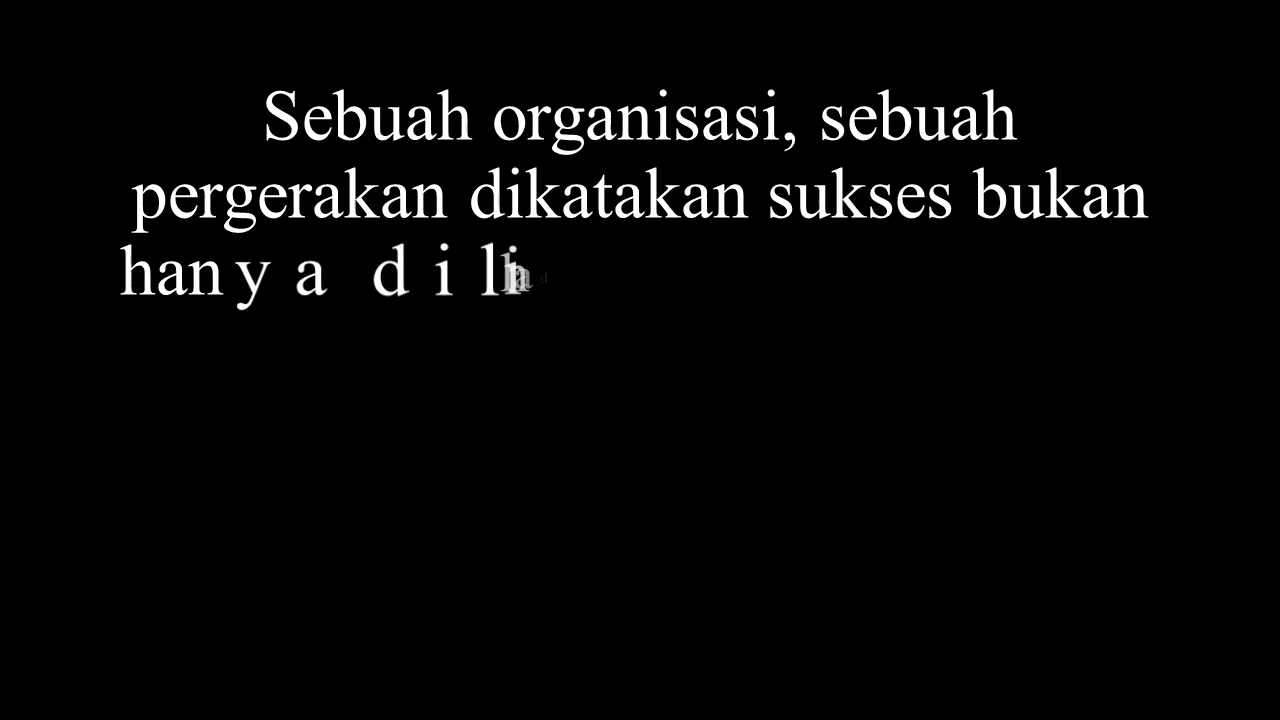 Sebuah organisasi, sebuah
pergerakan dikatakan sukses bukan
hanya